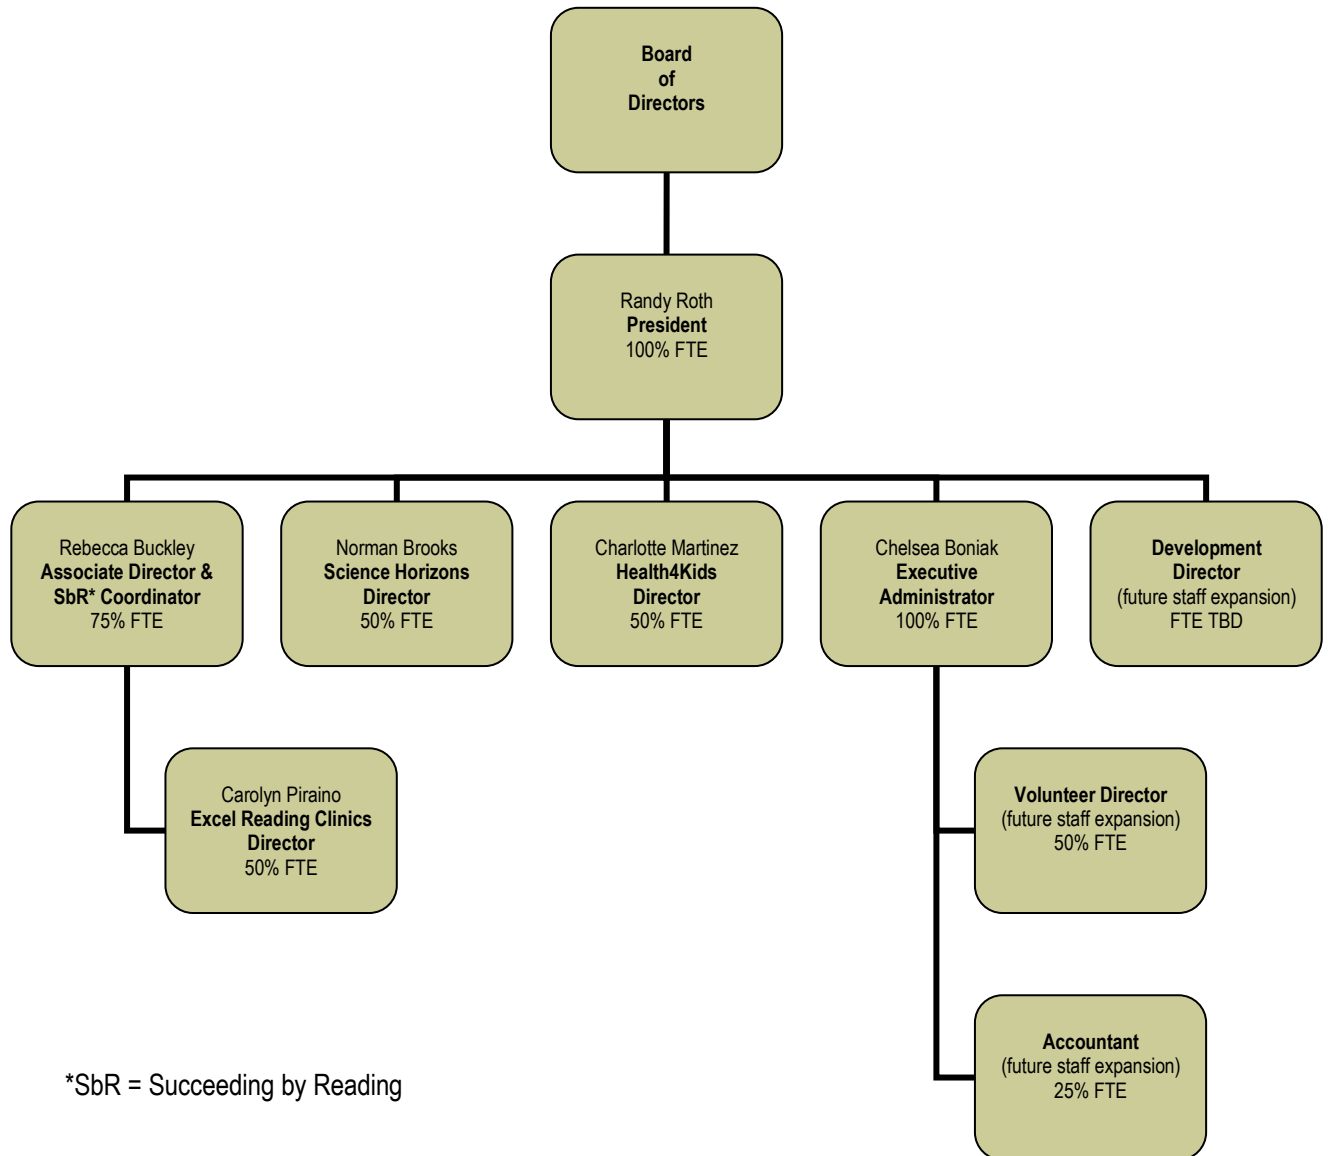 Board
of
Directors
Randy Roth
President
100% FTE
Rebecca Buckley
Associate Director &
SbR* Coordinator
75% FTE
Norman Brooks
Science Horizons
Director
50% FTE
Charlotte Martinez
Health4Kids
Director
50% FTE
Chelsea Boniak
Executive
Administrator
100% FTE
Development
Director
(future staff expansion)
FTE TBD
Carolyn Piraino
Excel Reading Clinics
Director
50% FTE
Volunteer Director
(future staff expansion)
50% FTE
Accountant
(future staff expansion)
25% FTE
*SbR = Succeeding by Reading